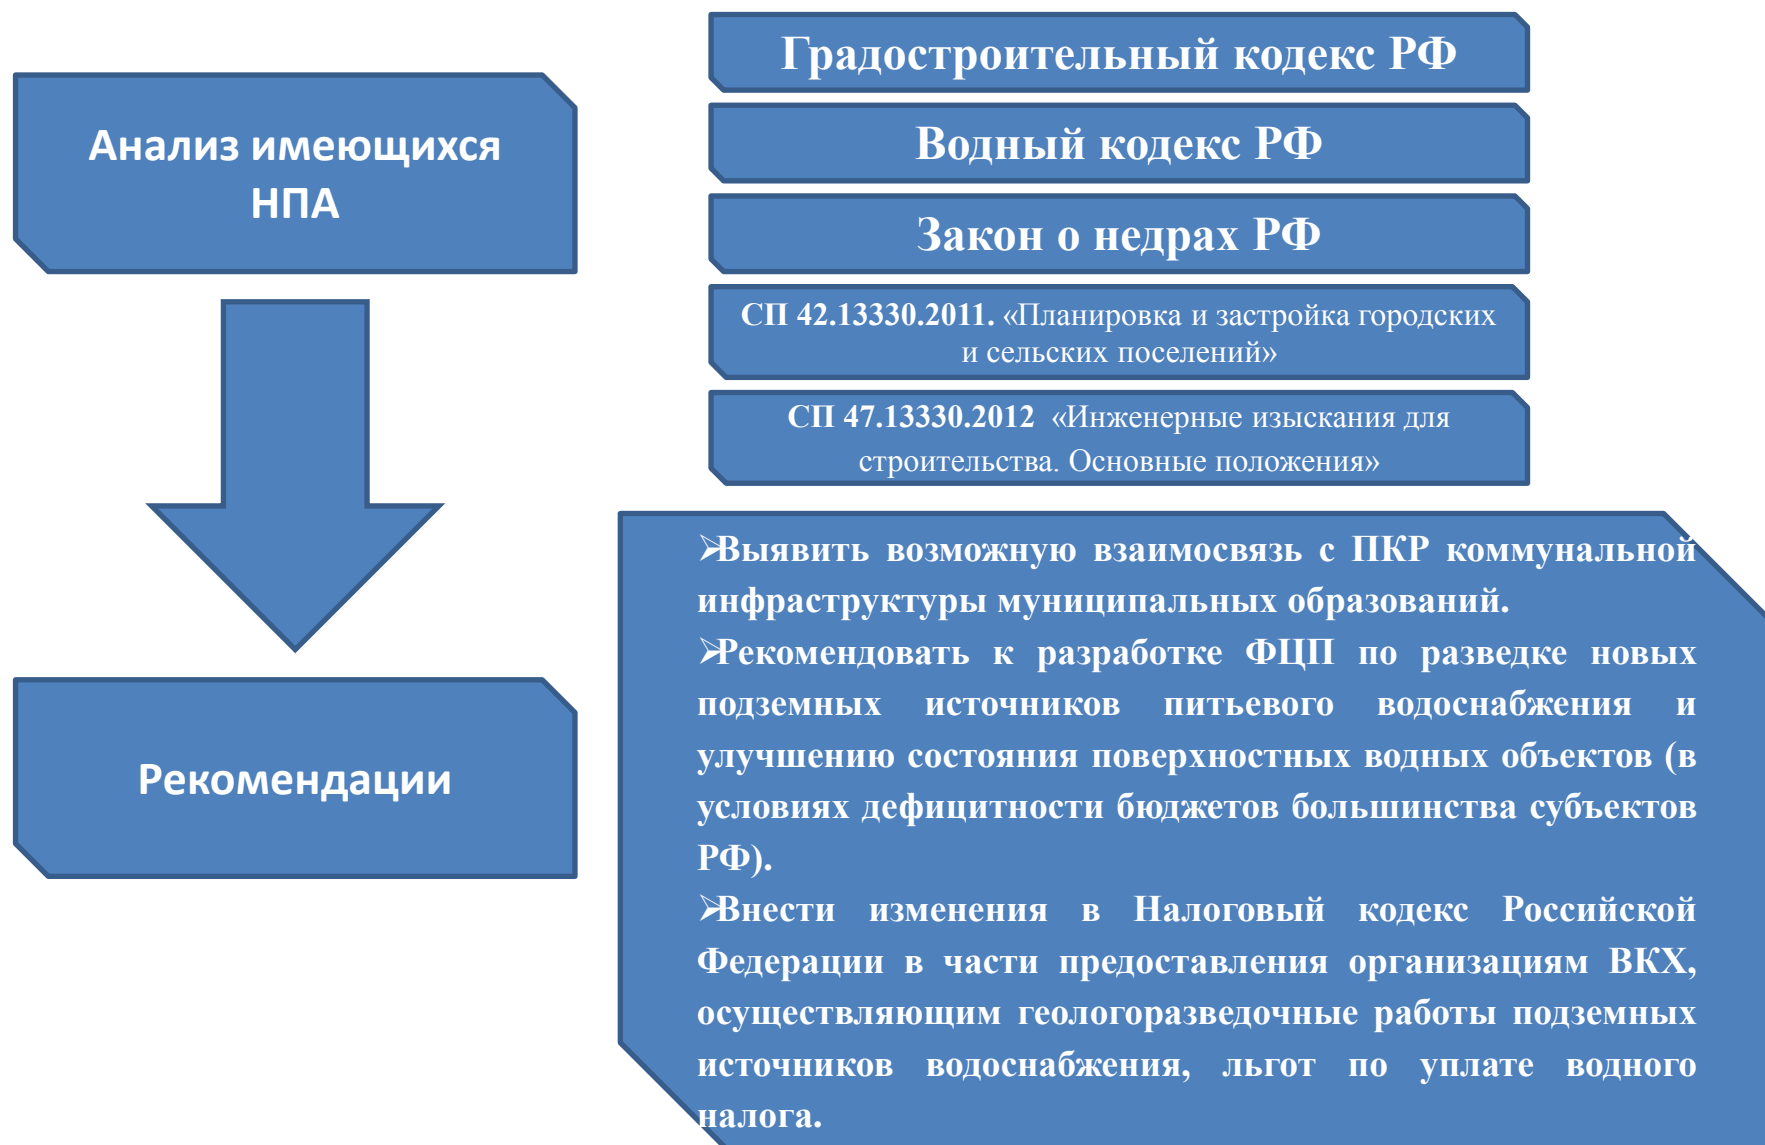 Анализ имеющихся
НПА
Градостроительный кодекс РФ
Водный кодекс РФ
Закон о недрах РФ
СП 42.13330.2011. «Планировка и застройка городских
и сельских поселений»
СП 47.13330.2012 «Инженерные изыскания для
строительства. Основные положения»
Рекомендации
➢Выявить возможную взаимосвязь с ПКР коммунальной
инфраструктуры муниципальных образований.
➢Рекомендовать к разработке ФЦП по разведке новых
подземных источников питьевого водоснабжения и
улучшению состояния поверхностных водных объектов (в
условиях дефицитности бюджетов большинства субъектов
РФ).
➢Внести изменения в Налоговый кодекс Российской
Федерации в части предоставления организациям ВКХ,
осуществляющим геологоразведочные работы подземных
источников водоснабжения, льгот по уплате водного
налога.